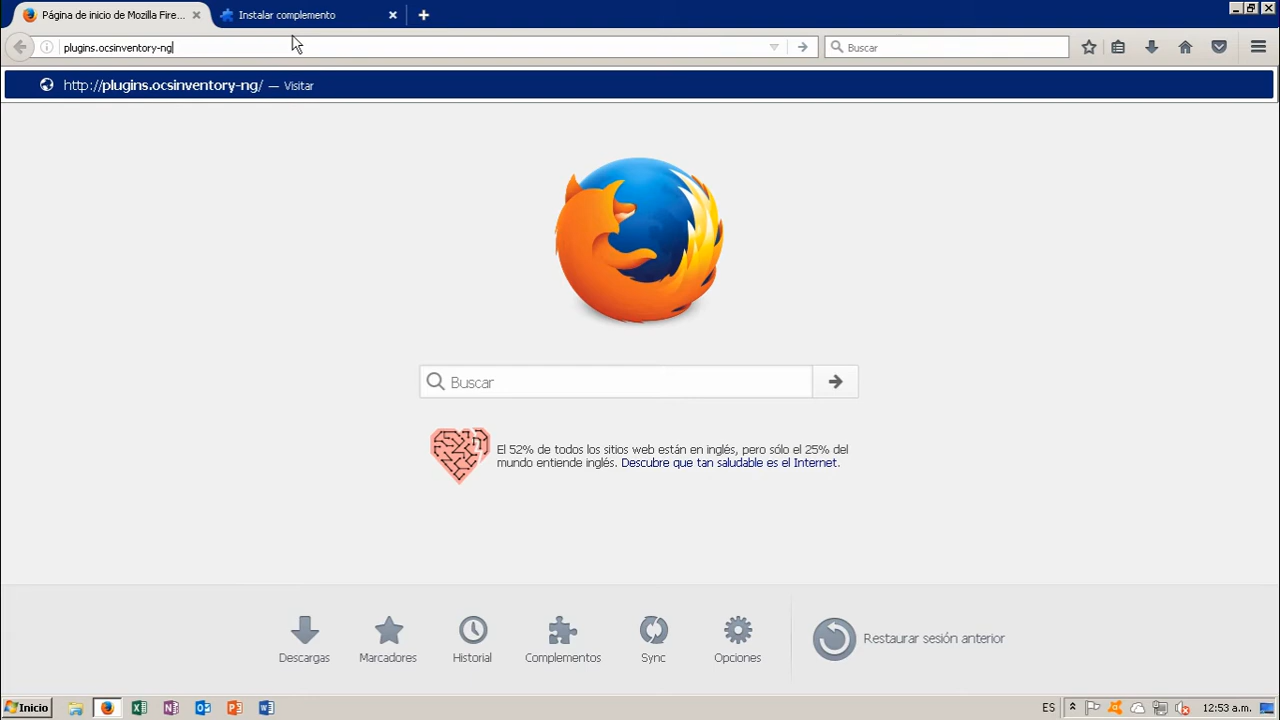 Página de inicio de Mozilla Fire...
Instalar complemento
plugins.ocsinventory-ng
Buscar
http://plugins.ocsinventory-ng/ — Visitar
Buscar
El 52% de todos los sitios web están en inglés, pero sólo el 25% del
mundo entiende inglés. Descubre que tan saludable es el Internet.
Descargas
Marcadores
Historial
Complementos
Sync
Opciones
Restaurar sesión anterior
Inicio
ES
12:53 a.m.